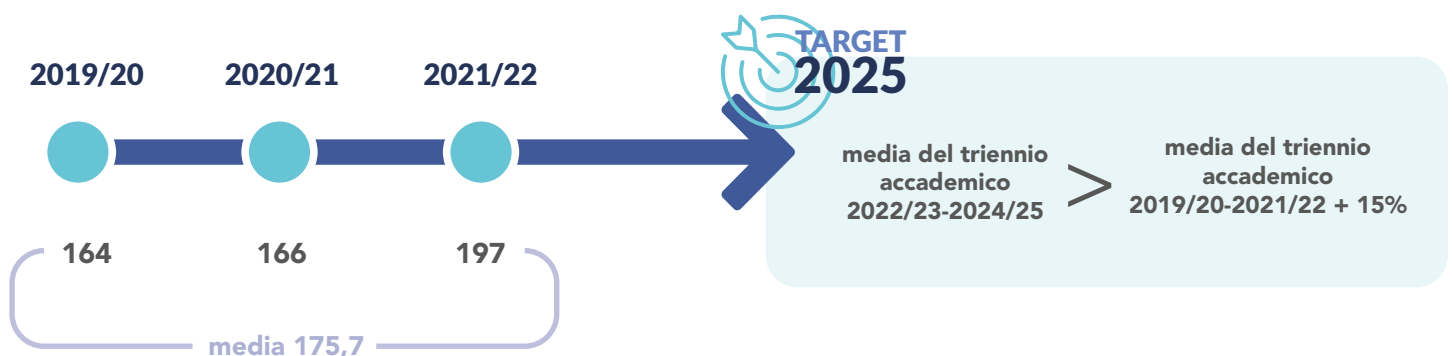 TARGET
2025
2019/20 2020/21 2021/22
media del triennio
accademico
2022/23-2024/25
>
media del triennio
accademico
2019/20-2021/22 + 15%
164 166 197
media 175,7